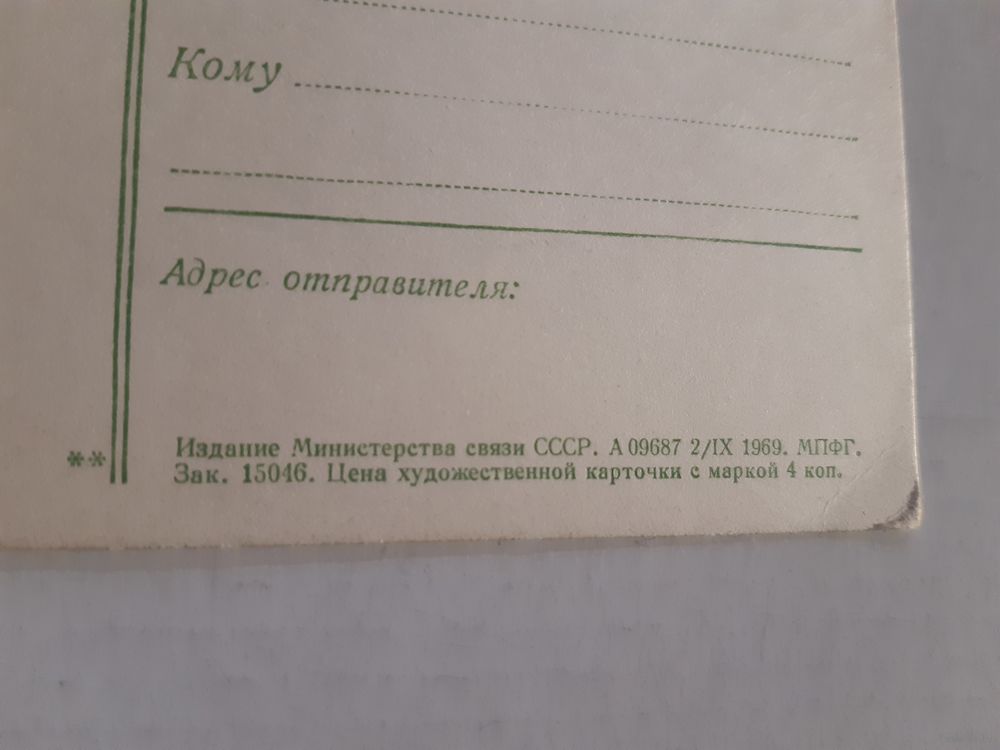 Кому
Адрес отправителя:
** Издание Министерства связи СССР. А 09687 2/IX 1969. МПФГ.
Зак. 15046. Цена художественной карточки с маркой 4 коп.